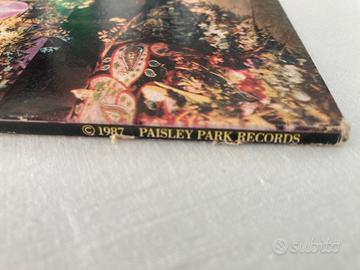 © 1987 PAISLEY PARK RECORDS
subito